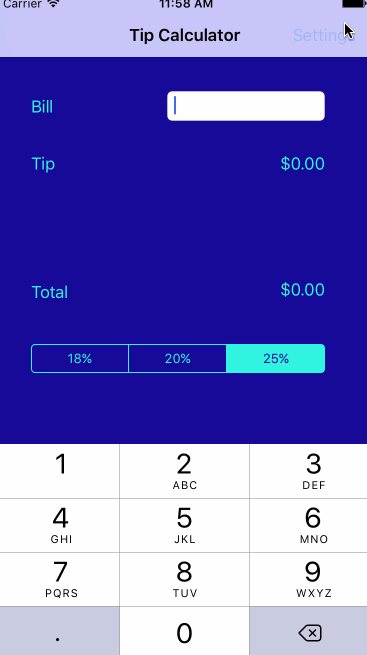 Carrier 11:58 AM
Tip Calculator Settings
Bill
Tip $0.00
Total $0.00
18% 20% 25%
1 2 3
ABC DEF
4 5 6
GHI JKL MNO
7 8 9
PQRS TUV WXYZ
. 0